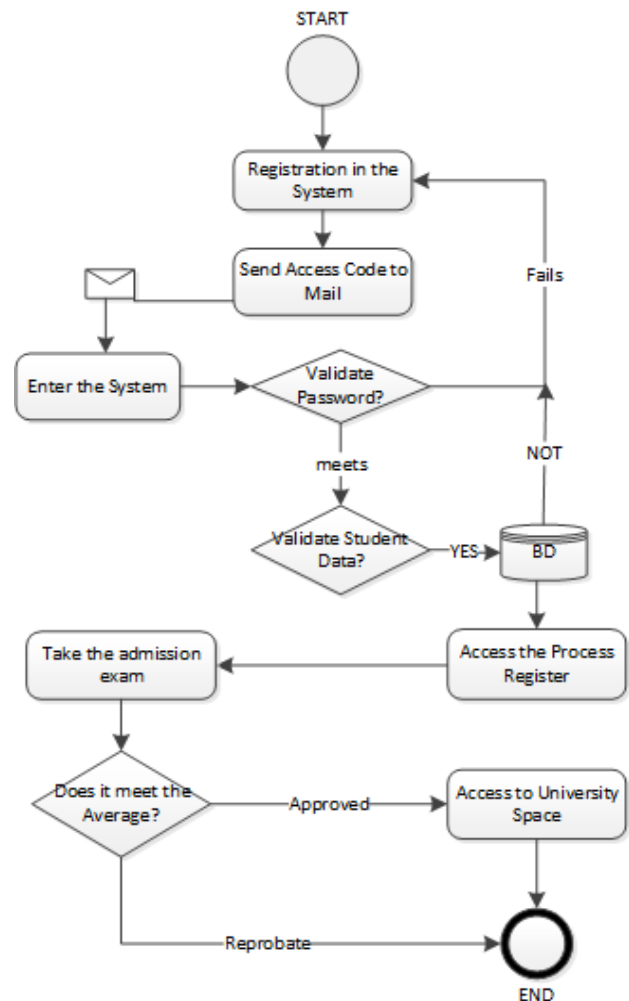 START
Registration in the
System
Send Access Code to
Mail
Fails
Enter the System
Validate
Password?
NOT
meets
Validate Student
Data?
YES
BD
Take the admission
exam
Access the Process
Register
Does it meet the
Average?
Approved
Access to University
Space
Reprobate
END